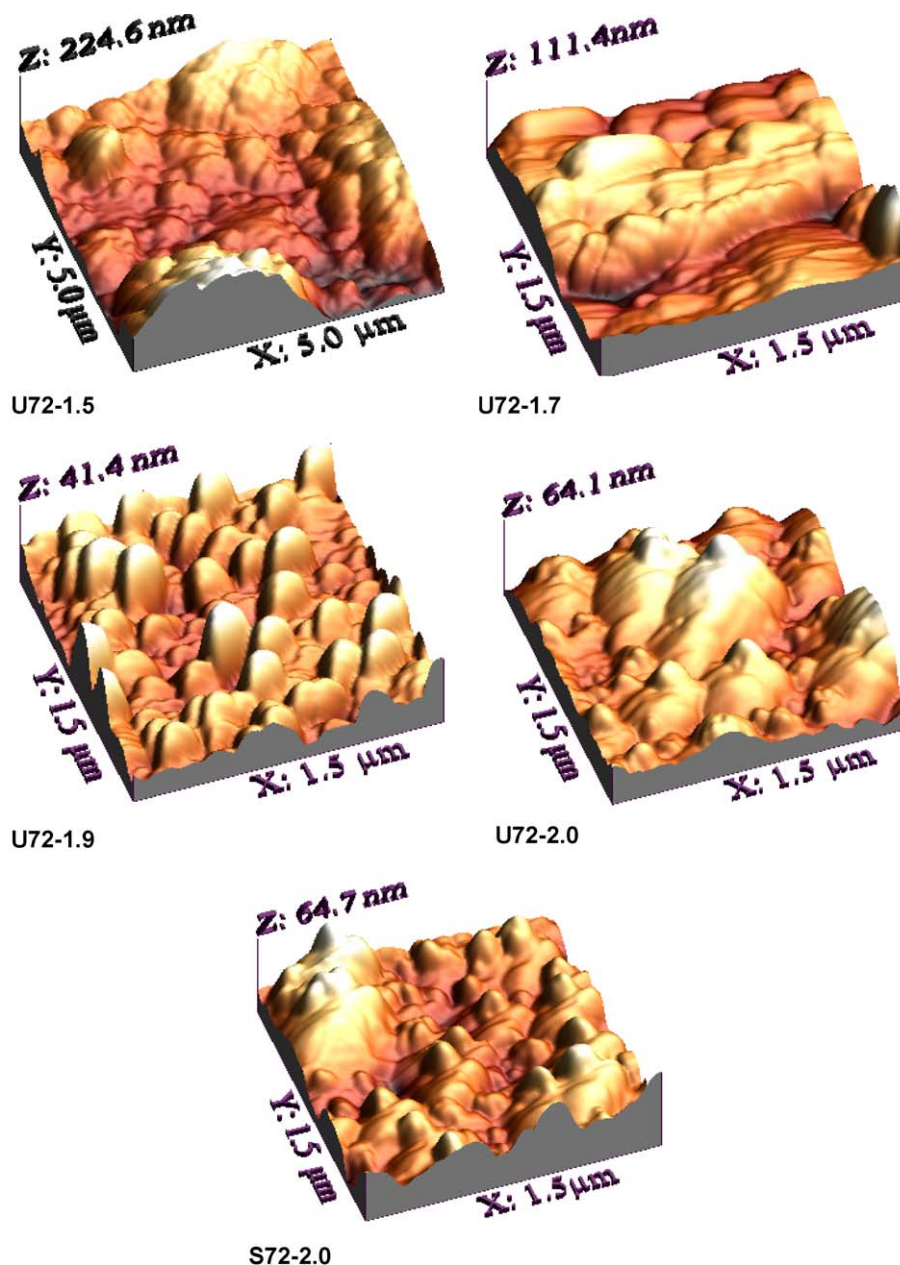 Z: 224.6 nm
Y: 5.0 µm
X: 5.0 µm
U72-1.5
Z: 111.4 nm
Y: 1.5 µm
X: 1.5 µm
U72-1.7
Z: 41.4 nm
Y: 1.5 µm
X: 1.5 µm
U72-1.9
Z: 64.1 nm
Y: 1.5 µm
X: 1.5 µm
U72-2.0
Z: 64.7 nm
Y: 1.5 µm
X: 1.5 µm
S72-2.0